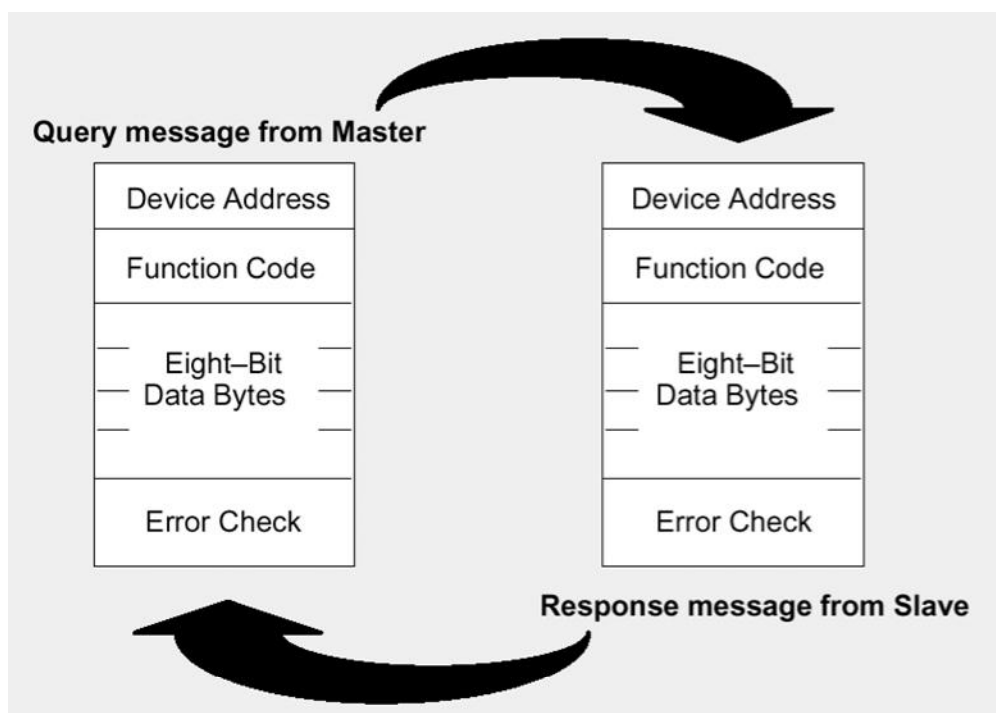 Query message from Master
Device Address
Function Code
Eight–Bit
Data Bytes
Error Check
Device Address
Function Code
Eight–Bit
Data Bytes
Error Check
Response message from Slave